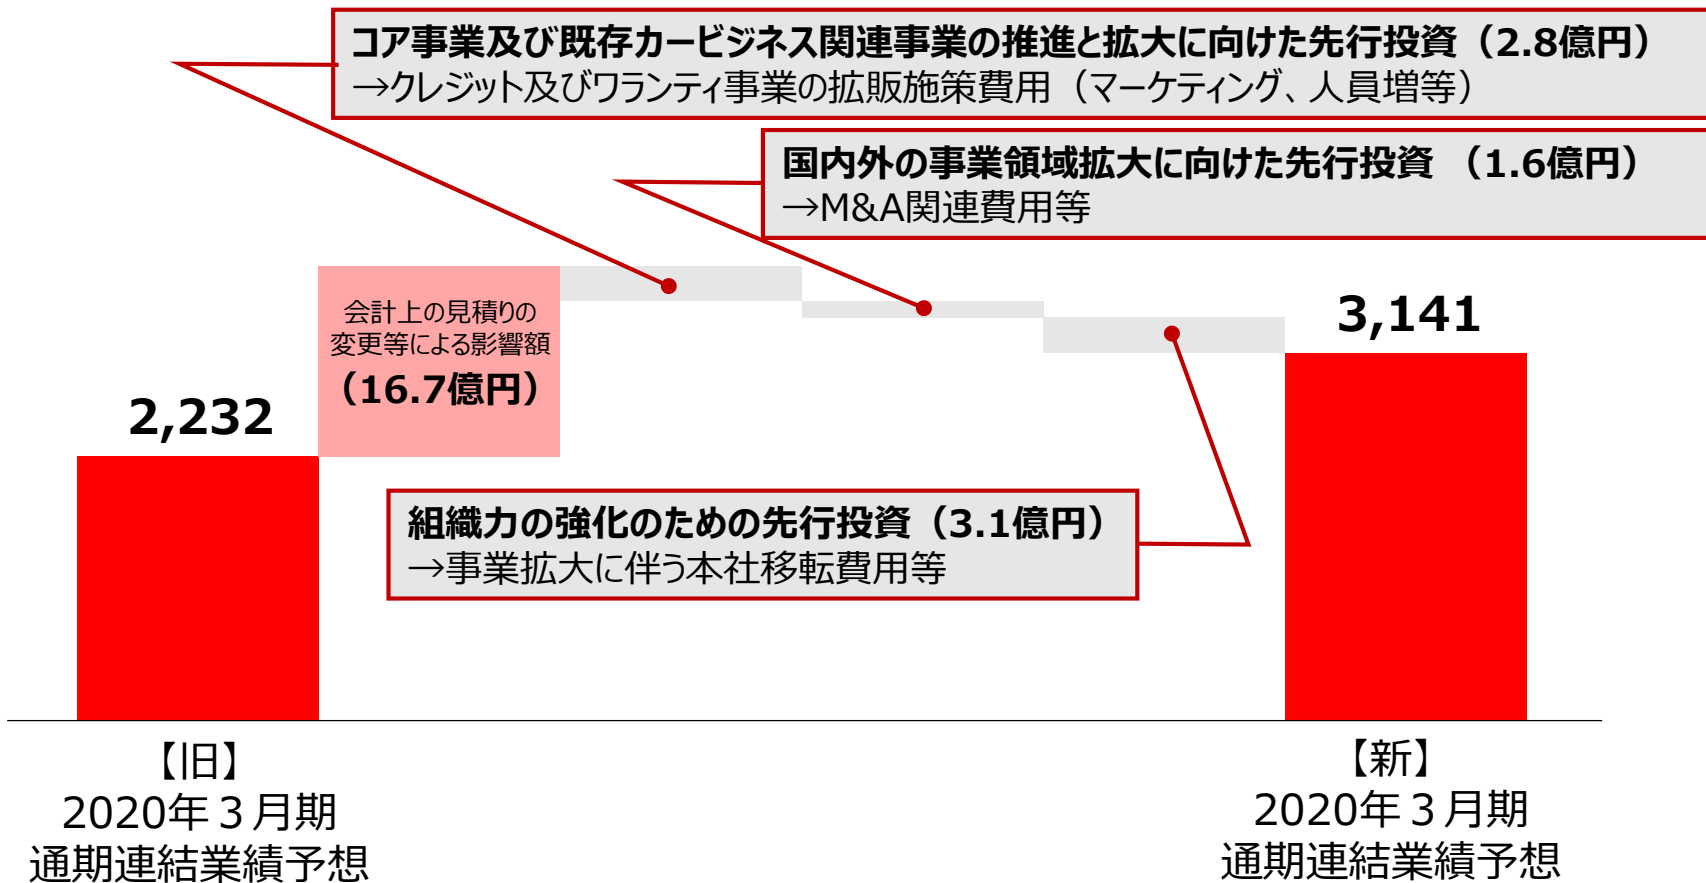 コア事業及び既存カービジネス関連事業の推進と拡大に向けた先行投資（2.8億円）
→クレジット及びワランティ事業の拡販施策費用（マーケティング、人員増等）
国内外の事業領域拡大に向けた先行投資 （1.6億円）
→M&A関連費用等
会計上の見積りの
変更等による影響額
（16.7億円）
2,232
3,141
組織力の強化のための先行投資（3.1億円）
→事業拡大に伴う本社移転費用等
【旧】
2020年３月期
通期連結業績予想
【新】
2020年３月期
通期連結業績予想